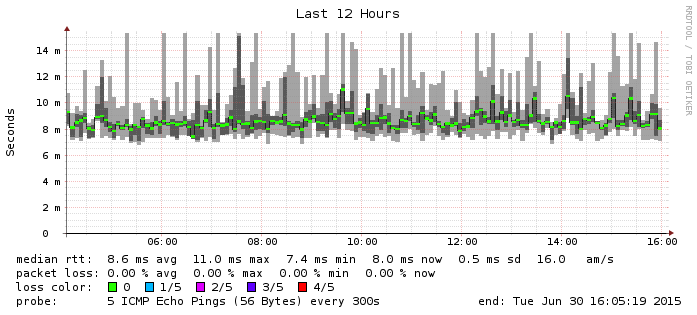 Last 12 Hours
RRDTOOL / TOBI OETIKER
Seconds
14 m
12 m
10 m
8 m
6 m
4 m
2 m
0
06:00 08:00 10:00 12:00 14:00 16:00
median rtt: 8.6 ms avg 11.0 ms max 7.4 ms min 8.0 ms now 0.5 ms sd 16.0 am/s
packet loss: 0.00 % avg 0.00 % max 0.00 % min 0.00 % now
loss color: 0 1/5 2/5 3/5 4/5
probe: 5 ICMP Echo Pings (56 Bytes) every 300s end: Tue Jun 30 16:05:19 2015